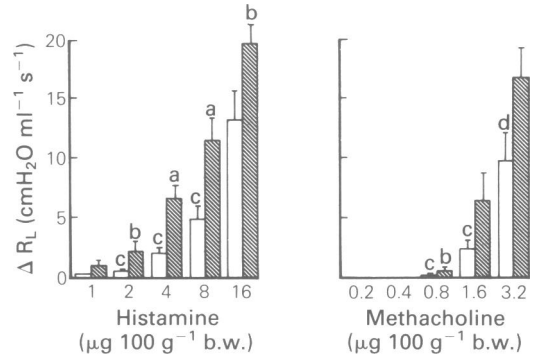 Δ R_L (cmH₂O ml⁻¹ s⁻¹)
20
15
10
5
0
c
b
c
a
c
a
b
1 2 4 8 16
Histamine
(µg 100 g⁻¹ b.w.)
c
b
c
d
0.2 0.4 0.8 1.6 3.2
Methacholine
(µg 100 g⁻¹ b.w.)